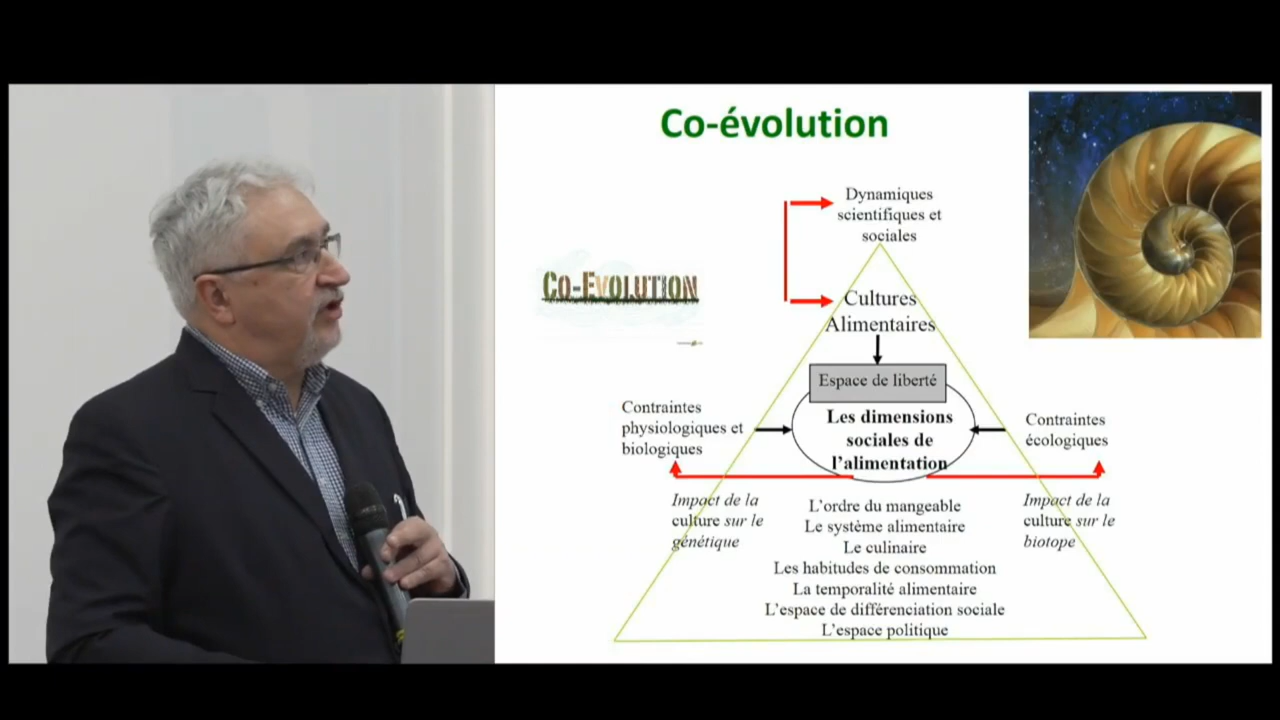 Co-évolution
Dynamiques
scientifiques et
sociales
Co-Evolution
Cultures
Alimentaires
Espace de liberté
Les dimensions
sociales de
l'alimentation
Contraintes
physiologiques et
biologiques
Contraintes
écologiques
Impact de la
culture sur le
génétique
Impact de la
culture sur le
biotope
L'ordre du mangeable
Le système alimentaire
Le culinaire
Les habitudes de consommation
La temporalité alimentaire
L'espace de différenciation sociale
L'espace politique